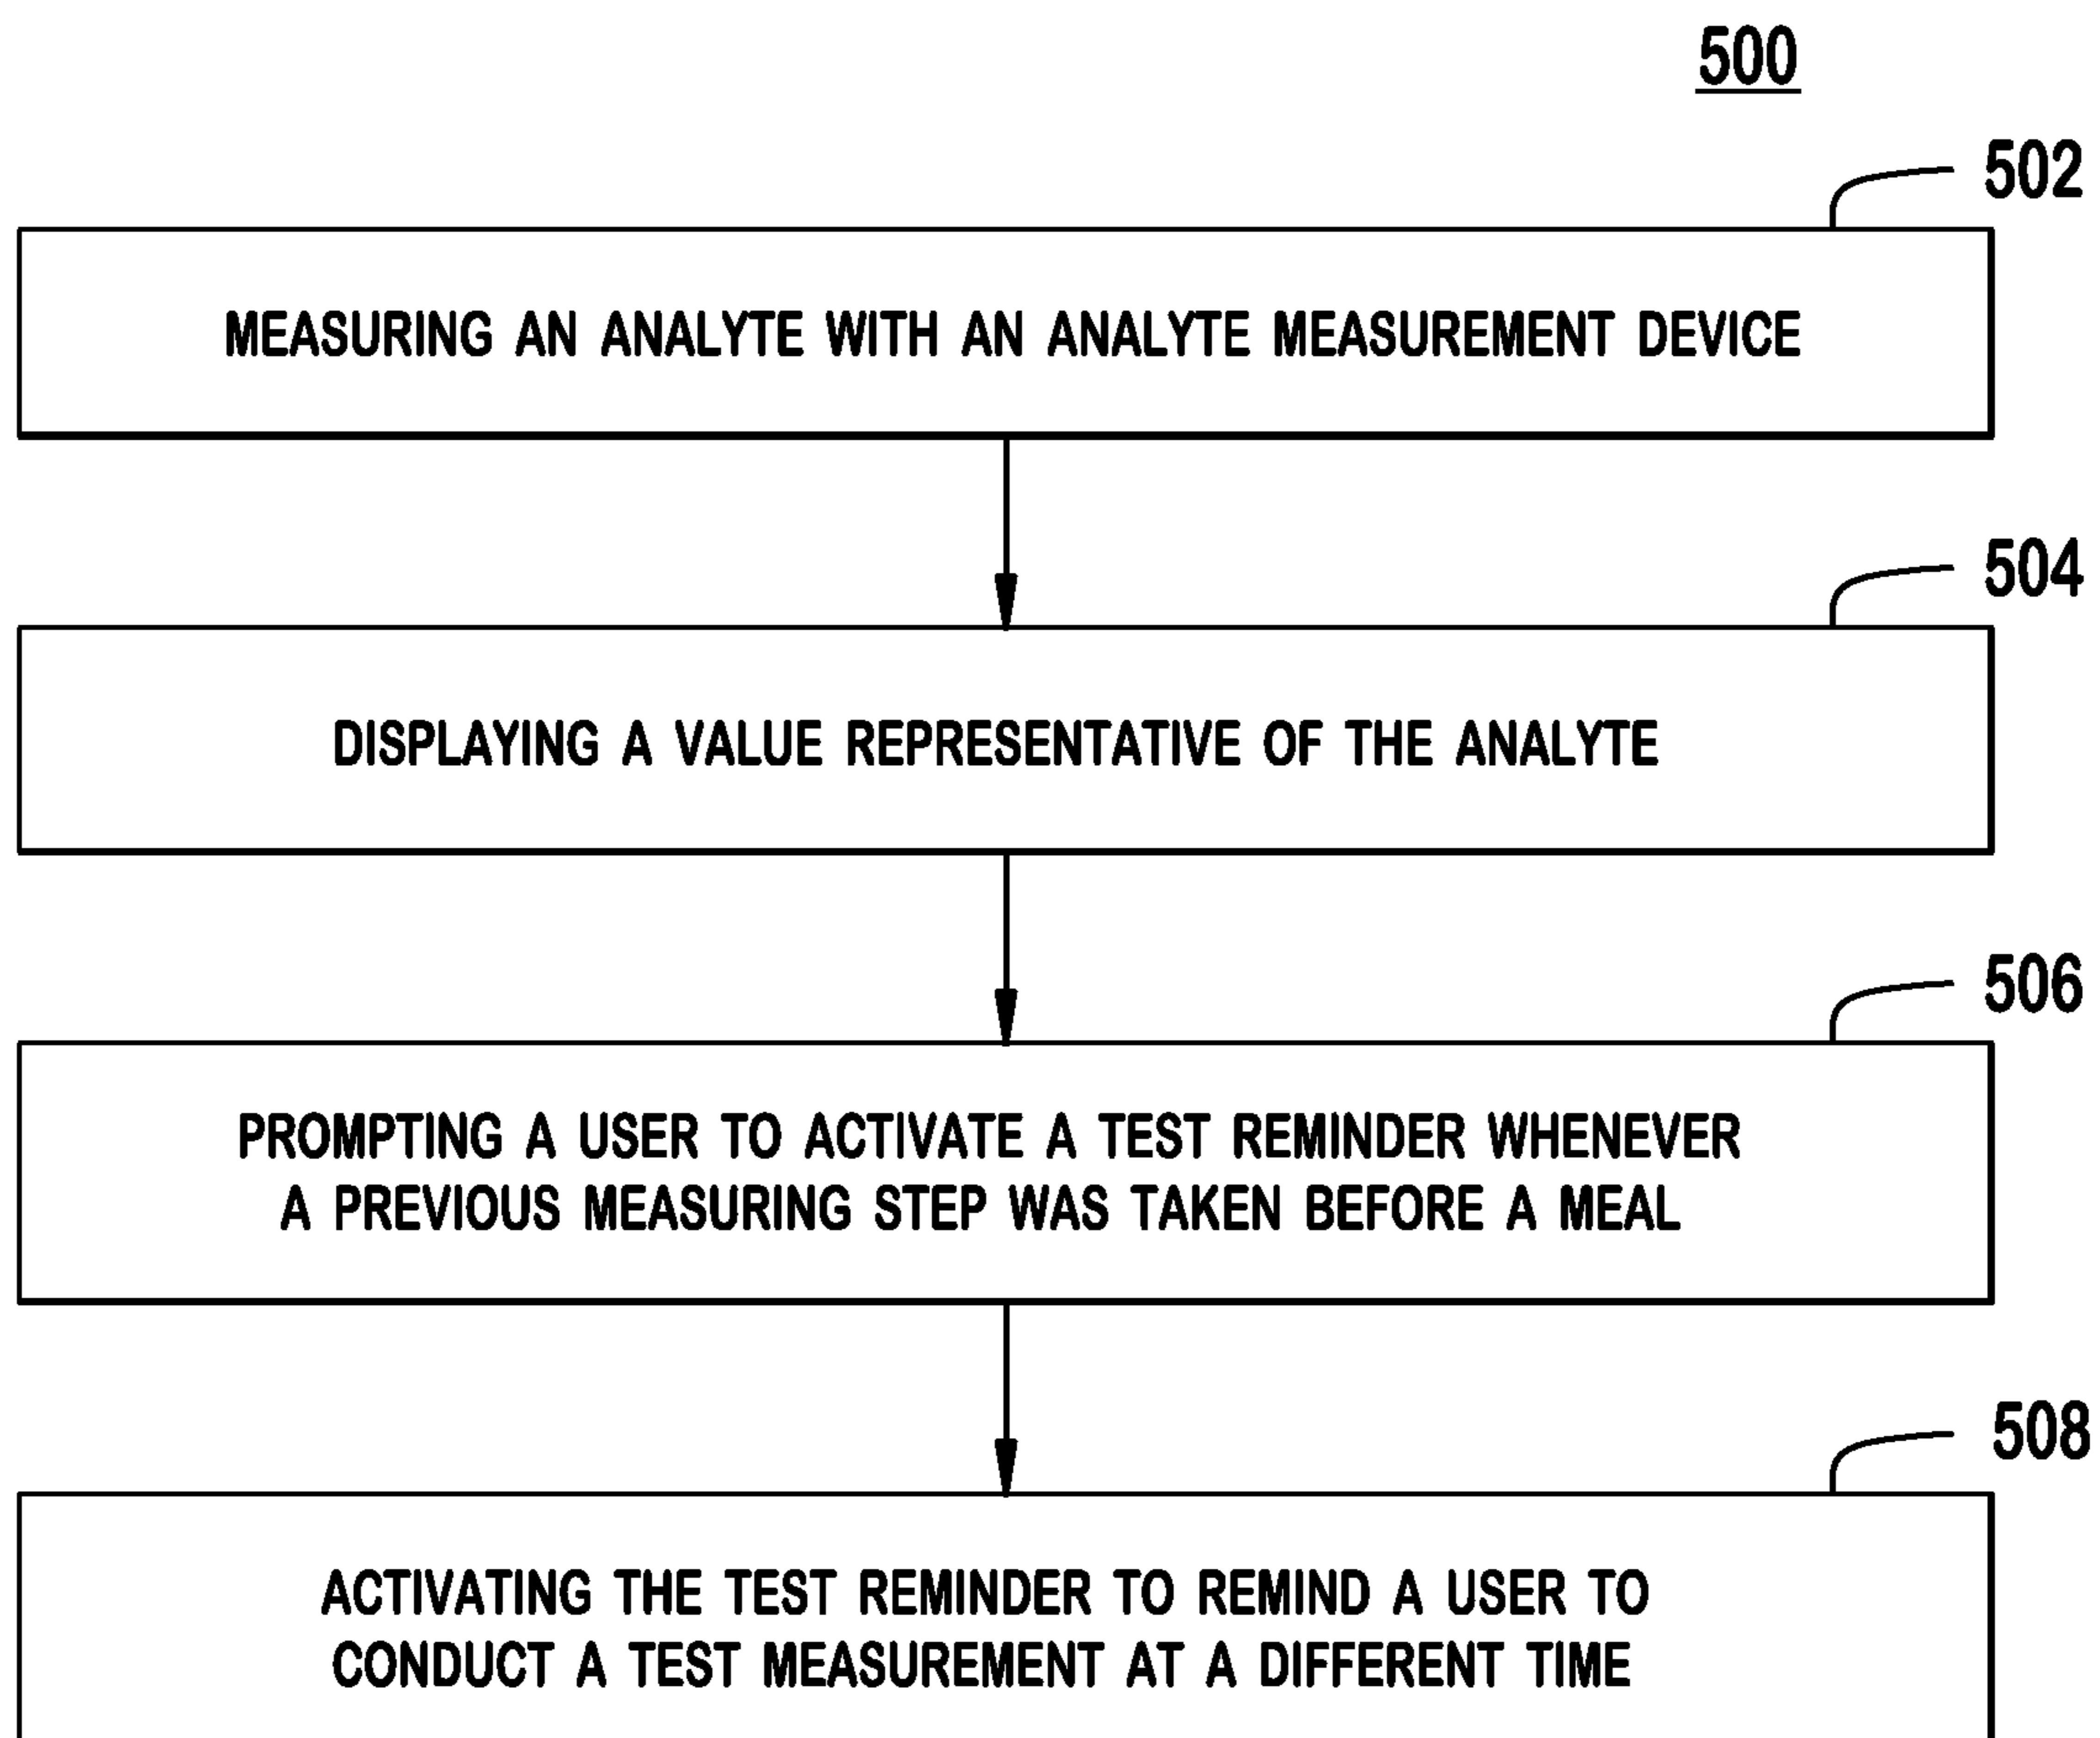 500
502
MEASURING AN ANALYTE WITH AN ANALYTE MEASUREMENT DEVICE
504
DISPLAYING A VALUE REPRESENTATIVE OF THE ANALYTE
506
PROMPTING A USER TO ACTIVATE A TEST REMINDER WHENEVER
A PREVIOUS MEASURING STEP WAS TAKEN BEFORE A MEAL
508
ACTIVATING THE TEST REMINDER TO REMIND A USER TO
CONDUCT A TEST MEASUREMENT AT A DIFFERENT TIME